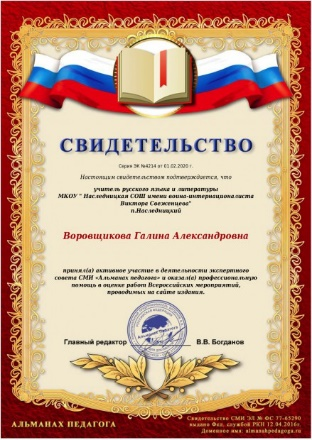 СВИДЕТЕЛЬСТВО
Серия ЭК №4214 от 01.02.2020 г.
Настоящим свидетельством подтверждается, что
учитель русского языка и литературы
МКОУ " Наследницкая СОШ имени воина-интернационалиста
Виктора Свеженцева"
п.Наследницкий
Воровщикова Галина Александровна
принял(а) активное участие в деятельности экспертного
совета СМИ «Альманах педагога» и оказал(а) профессиональную
помощь в оценке работ Всероссийских мероприятий,
проводимых на сайте издания.
Главный редактор В.В. Богданов
АЛЬМАНАХ ПЕДАГОГА
Свидетельство СМИ ЭЛ № ФС 77-65290
выдано Фед. службой РКН 12.04.2016г.
Доменное имя: almanahpedagoga.ru